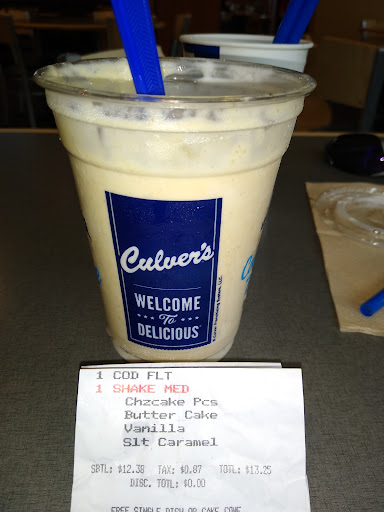 Culver's
WELCOME
To
DELICIOUS
1 COD FLT
1 SHAKE MED
Chzcake Pcs
Butter Cake
Vanilla
Slt Caramel
SBTL: $12.38 TAX: $0.87 TOTL: $13.25
DISC. TOTL: $0.00
FREE SINGLE DISH OR CAKE CONE